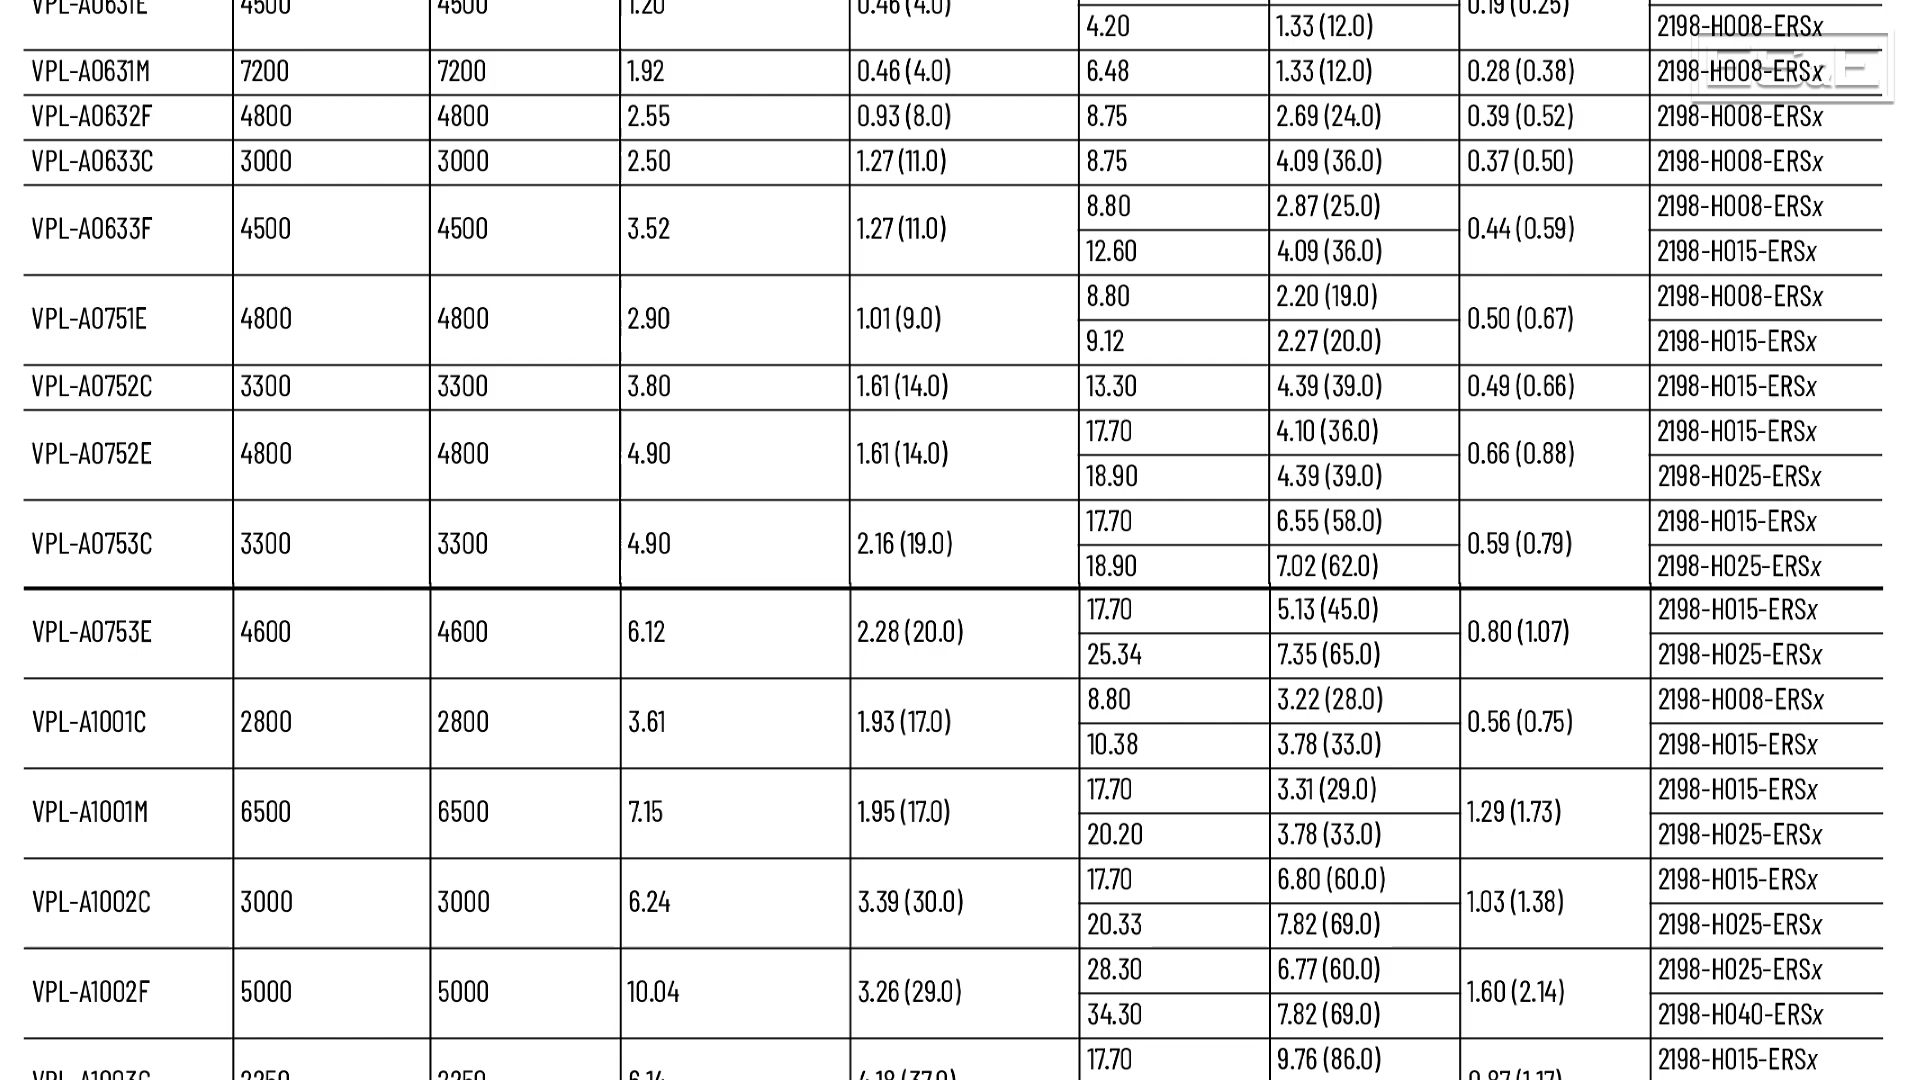 VPL-A0631E 4500 4500 1.20 0.46 (4.0) 0.19 (0.25)
4.20 1.33 (12.0) 2198-H008-ERSx
VPL-A0631M 7200 7200 1.92 0.46 (4.0) 6.48 1.33 (12.0) 0.28 (0.38) 2198-H008-ERSx
VPL-A0632F 4800 4800 2.55 0.93 (8.0) 8.75 2.69 (24.0) 0.39 (0.52) 2198-H008-ERSx
VPL-A0633C 3000 3000 2.50 1.27 (11.0) 8.75 4.09 (36.0) 0.37 (0.50) 2198-H008-ERSx
VPL-A0633F 4500 4500 3.52 1.27 (11.0) 8.80 2.87 (25.0) 0.44 (0.59) 2198-H008-ERSx
12.60 4.09 (36.0) 2198-H015-ERSx
VPL-A0751E 4800 4800 2.90 1.01 (9.0) 8.80 2.20 (19.0) 0.50 (0.67) 2198-H008-ERSx
9.12 2.27 (20.0) 2198-H015-ERSx
VPL-A0752C 3300 3300 3.80 1.61 (14.0) 13.30 4.39 (39.0) 0.49 (0.66) 2198-H015-ERSx
VPL-A0752E 4800 4800 4.90 1.61 (14.0) 17.70 4.10 (36.0) 0.66 (0.88) 2198-H015-ERSx
18.90 4.39 (39.0) 2198-H025-ERSx
VPL-A0753C 3300 3300 4.90 2.16 (19.0) 17.70 6.55 (58.0) 0.59 (0.79) 2198-H015-ERSx
18.90 7.02 (62.0) 2198-H025-ERSx
VPL-A0753E 4600 4600 6.12 2.28 (20.0) 17.70 5.13 (45.0) 0.80 (1.07) 2198-H015-ERSx
25.34 7.35 (65.0) 2198-H025-ERSx
VPL-A1001C 2800 2800 3.61 1.93 (17.0) 8.80 3.22 (28.0) 0.56 (0.75) 2198-H008-ERSx
10.38 3.78 (33.0) 2198-H015-ERSx
VPL-A1001M 6500 6500 7.15 1.95 (17.0) 17.70 3.31 (29.0) 1.29 (1.73) 2198-H015-ERSx
20.20 3.78 (33.0) 2198-H025-ERSx
VPL-A1002C 3000 3000 6.24 3.39 (30.0) 17.70 6.80 (60.0) 1.03 (1.38) 2198-H015-ERSx
20.33 7.82 (69.0) 2198-H025-ERSx
VPL-A1002F 5000 5000 10.04 3.26 (29.0) 28.30 6.77 (60.0) 1.60 (2.14) 2198-H025-ERSx
34.30 7.82 (69.0) 2198-H040-ERSx
17.70 9.76 (86.0) 2198-H015-ERSx